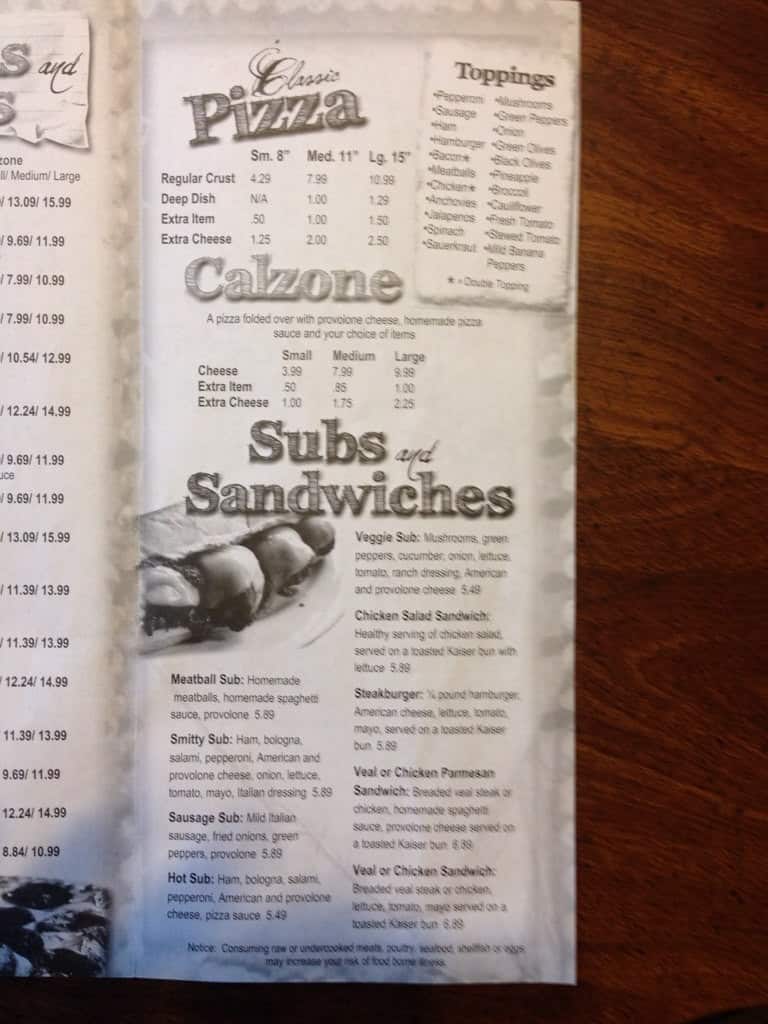 s and
s
zone
ll/ Medium/ Large
/ 13.09/ 15.99
/ 9.69/ 11.99
/ 7.99/ 10.99
/ 7.99/ 10.99
/ 10.54/ 12.99
/ 12.24/ 14.99
/ 9.69/ 11.99
uce
/ 9.69/ 11.99
/ 13.09/ 15.99
/ 11.39/ 13.99
/ 11.39/ 13.99
/ 12.24/ 14.99
11.39/ 13.99
9.69/ 11.99
12.24/ 14.99
8.84/ 10.99
Classic
Pizza
Sm. 8" Med. 11" Lg. 15"
Regular Crust 4.29 7.99 10.99
Deep Dish N/A 1.00 1.29
Extra Item .50 1.00 1.50
Extra Cheese 1.25 2.00 2.50
Toppings
•Pepperoni •Mushrooms
•Sausage •Green Peppers
•Ham •Onion
•Hamburger •Green Olives
•Bacon★ •Black Olives
•Meatballs •Pineapple
•Chicken★ •Broccoli
•Anchovies •Cauliflower
•Jalapenos •Fresh Tomato
•Spinach •Stewed Tomato
•Sauerkraut •Mild Banana
Peppers
★ = Double Topping
Calzone
A pizza folded over with provolone cheese, homemade pizza
sauce and your choice of items
Small Medium Large
Cheese 3.99 7.99 9.99
Extra Item .50 .85 1.00
Extra Cheese 1.00 1.75 2.25
Subs and
Sandwiches
Meatball Sub: Homemade
meatballs, homemade spaghetti
sauce, provolone 5.89
Smitty Sub: Ham, bologna,
salami, pepperoni, American and
provolone cheese, onion, lettuce,
tomato, mayo, Italian dressing 5.89
Sausage Sub: Mild Italian
sausage, fried onions, green
peppers, provolone 5.89
Hot Sub: Ham, bologna, salami,
pepperoni, American and provolone
cheese, pizza sauce 5.49
Veggie Sub: Mushrooms, green
peppers, cucumber, onion, lettuce,
tomato, ranch dressing, American
and provolone cheese 5.49
Chicken Salad Sandwich:
Healthy serving of chicken salad,
served on a toasted Kaiser bun with
lettuce 5.89
Steakburger: ¼ pound hamburger,
American cheese, lettuce, tomato,
mayo, served on a toasted Kaiser
bun 5.89
Veal or Chicken Parmesan
Sandwich: Breaded veal steak or
chicken, homemade spaghetti
sauce, provolone cheese served on
a toasted Kaiser bun 6.39
Veal or Chicken Sandwich:
Breaded veal steak or chicken,
lettuce, tomato, mayo served on a
toasted Kaiser bun 6.89
Notice: Consuming raw or undercooked meats, poultry, seafood, shellfish or eggs
may increase your risk of food borne illness.